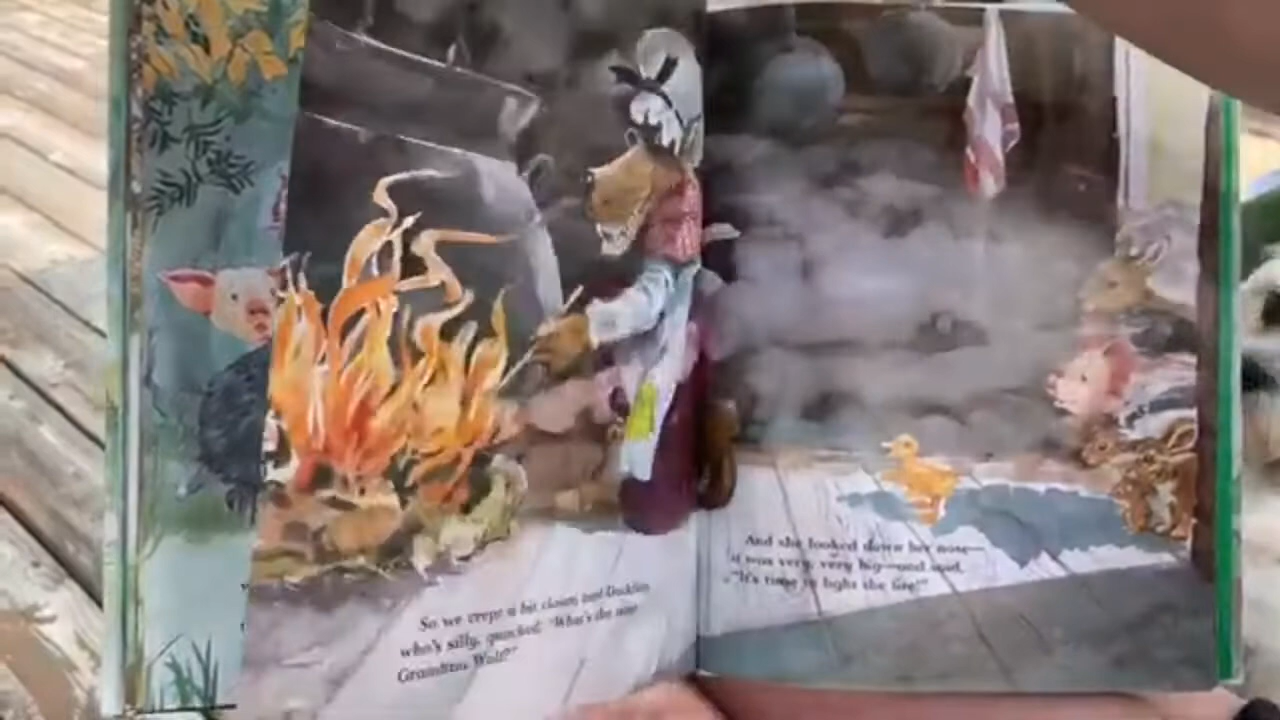 So we crept a bit closer, and Duckling,
who's silly, quacked, "What's the time
Grandma Wolf?"
And she looked down her nose—
it was very, very big—and said,
"It's time to light the fire!"